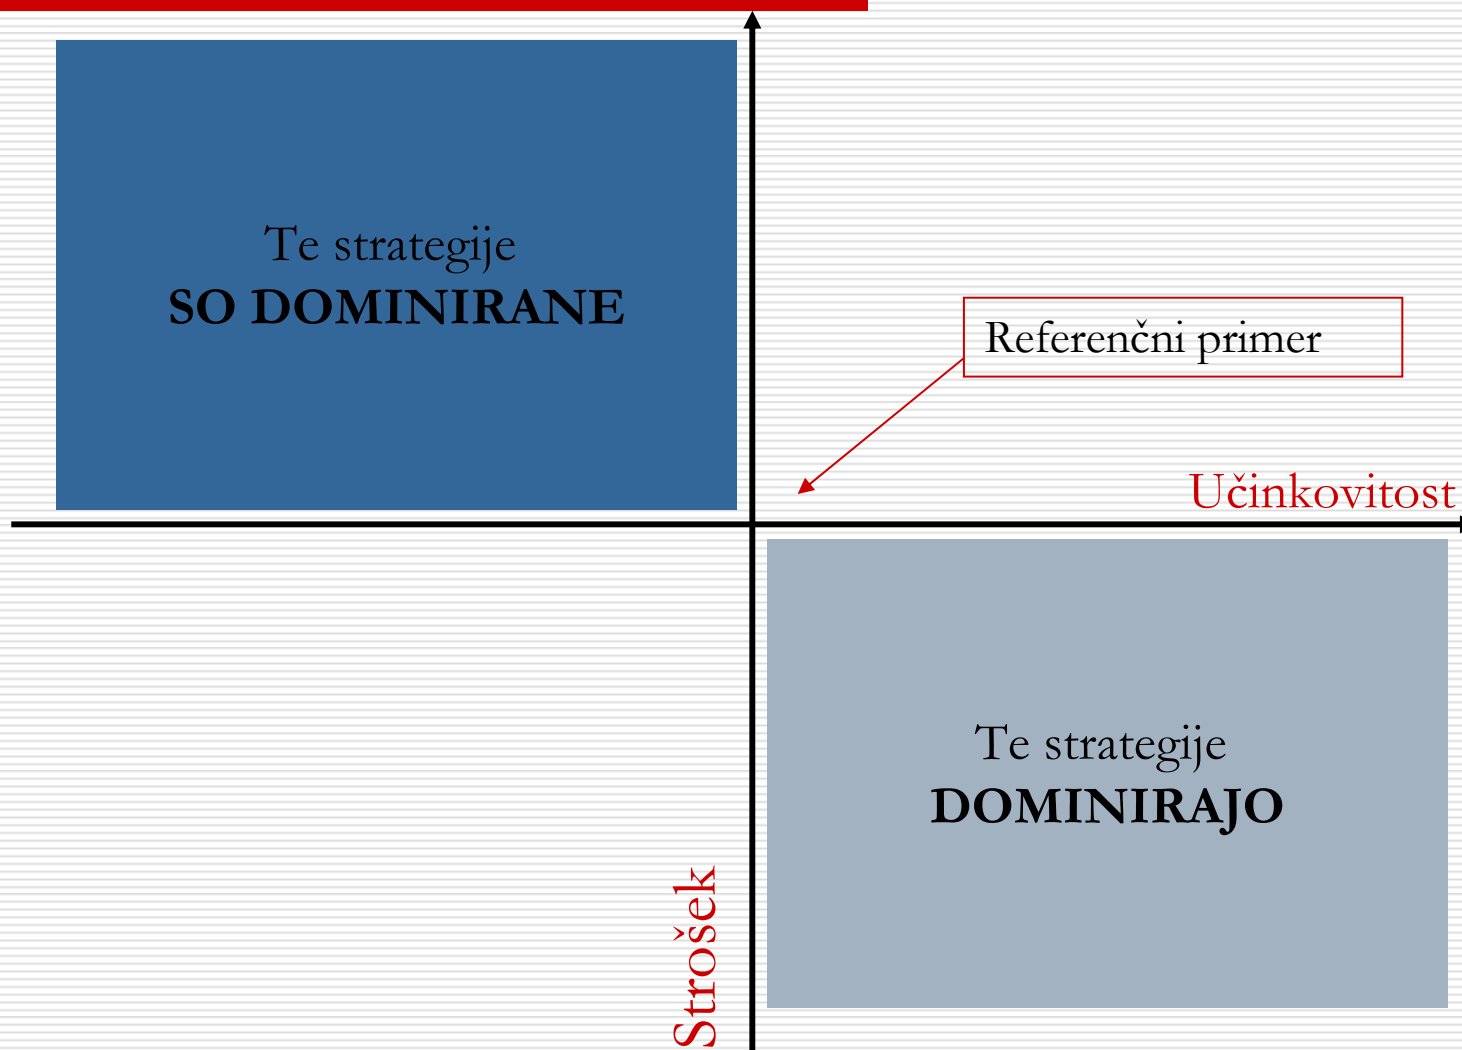 Te strategije
SO DOMINIRANE
Referenčni primer
Učinkovitost
Te strategije
DOMINIRAJO
Strošek